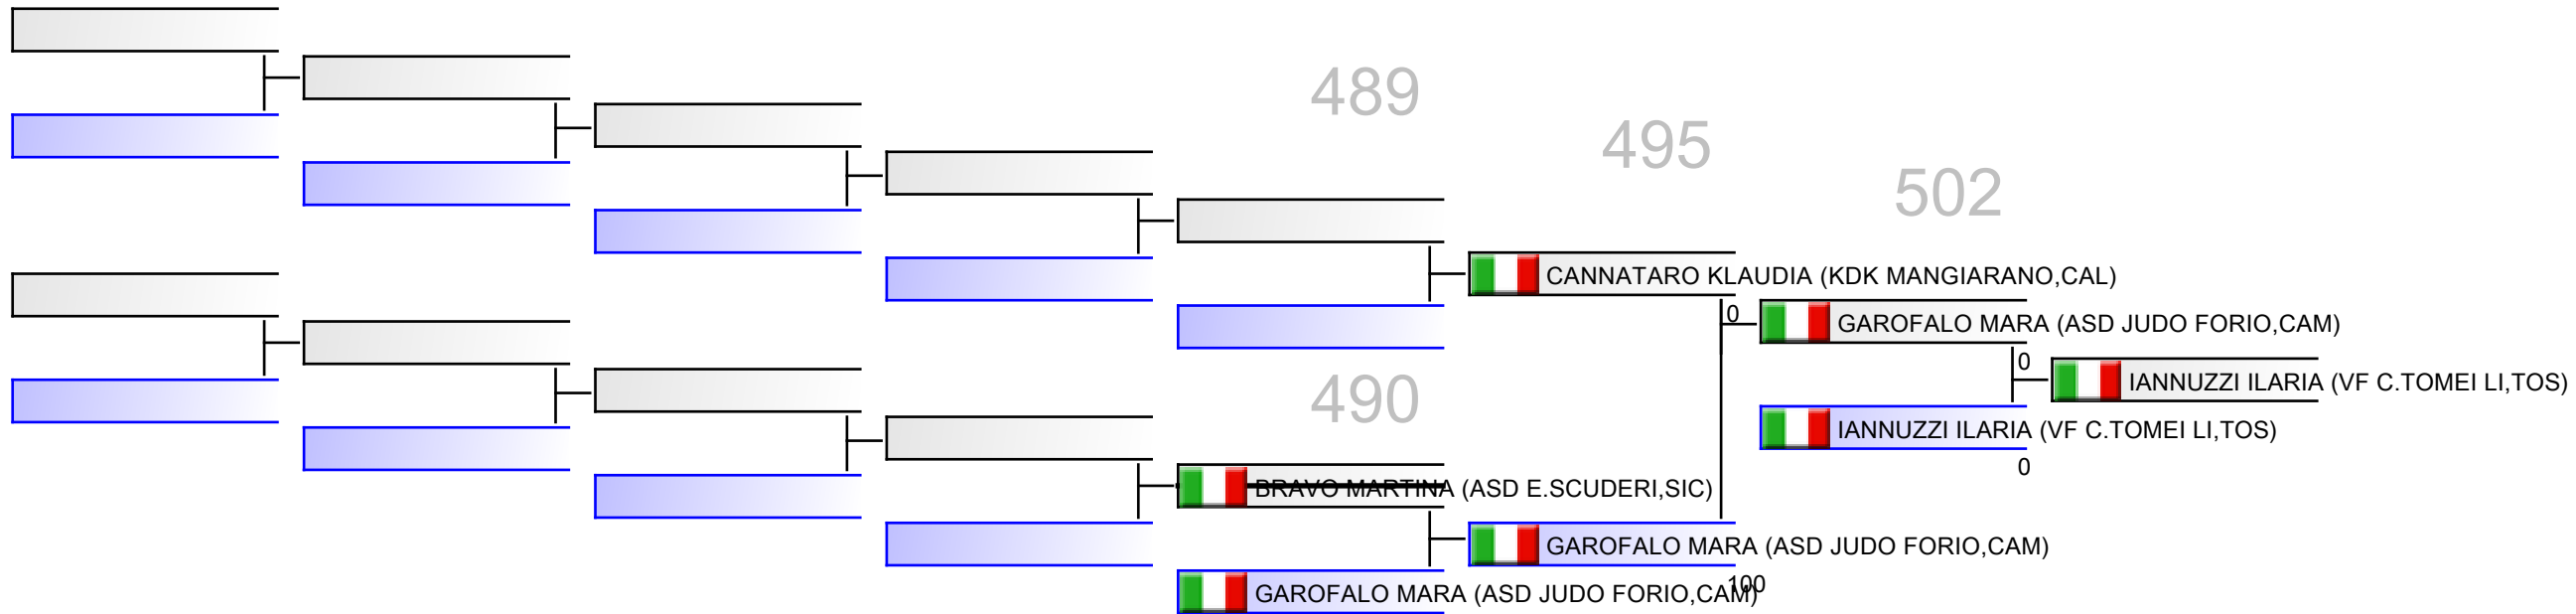 489
495
502
CANNATARO KLAUDIA (KDK MANGIARANO,CAL)
0
GAROFALO MARA (ASD JUDO FORIO,CAM)
0
IANNUZZI ILARIA (VF C.TOMEI LI,TOS)
490
IANNUZZI ILARIA (VF C.TOMEI LI,TOS)
0
BRAVO MARTINA (ASD E.SCUDERI,SIC)
GAROFALO MARA (ASD JUDO FORIO,CAM)
100
GAROFALO MARA (ASD JUDO FORIO,CAM)